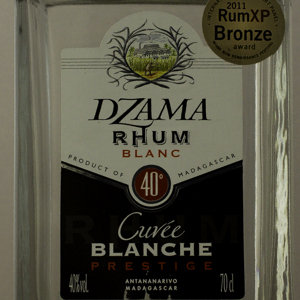 2011
RumXP
Bronze
award
DZAMA
RHUM
BLANC
PRODUCT OF MADAGASCAR
40°
Cuvée
BLANCHE
PRESTIGE
40%vol
ANTANANARIVO
MADAGASCAR
70 cl